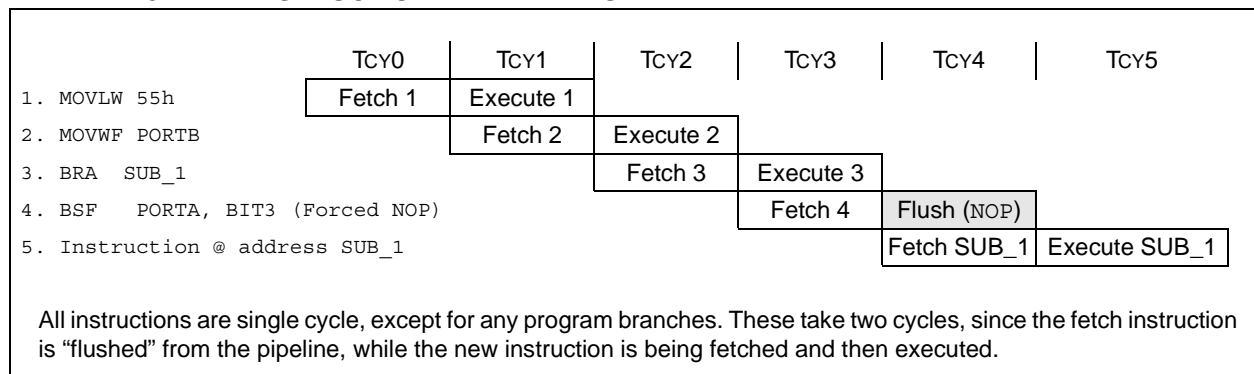 TCY0 TCY1 TCY2 TCY3 TCY4 TCY5
1. MOVLW 55h Fetch 1 Execute 1
2. MOVWF PORTB Fetch 2 Execute 2
3. BRA SUB_1 Fetch 3 Execute 3
4. BSF PORTA, BIT3 (Forced NOP) Fetch 4 Flush (NOP)
5. Instruction @ address SUB_1 Fetch SUB_1 Execute SUB_1
All instructions are single cycle, except for any program branches. These take two cycles, since the fetch instruction
is “flushed” from the pipeline, while the new instruction is being fetched and then executed.